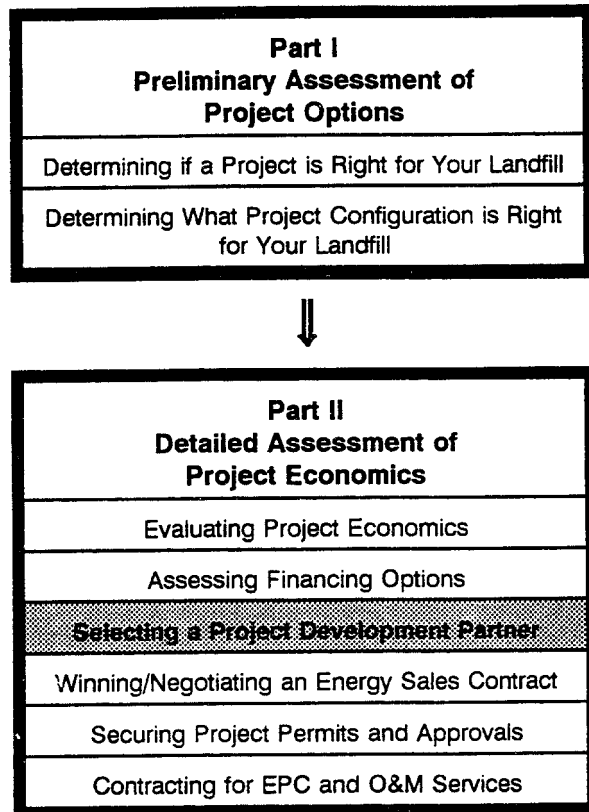 Part I
Preliminary Assessment of
Project Options
Determining if a Project is Right for Your Landfill
Determining What Project Configuration is Right
for Your Landfill
⇓
Part II
Detailed Assessment of
Project Economics
Evaluating Project Economics
Assessing Financing Options
Selecting a Project Development Partner
Winning/Negotiating an Energy Sales Contract
Securing Project Permits and Approvals
Contracting for EPC and O&M Services